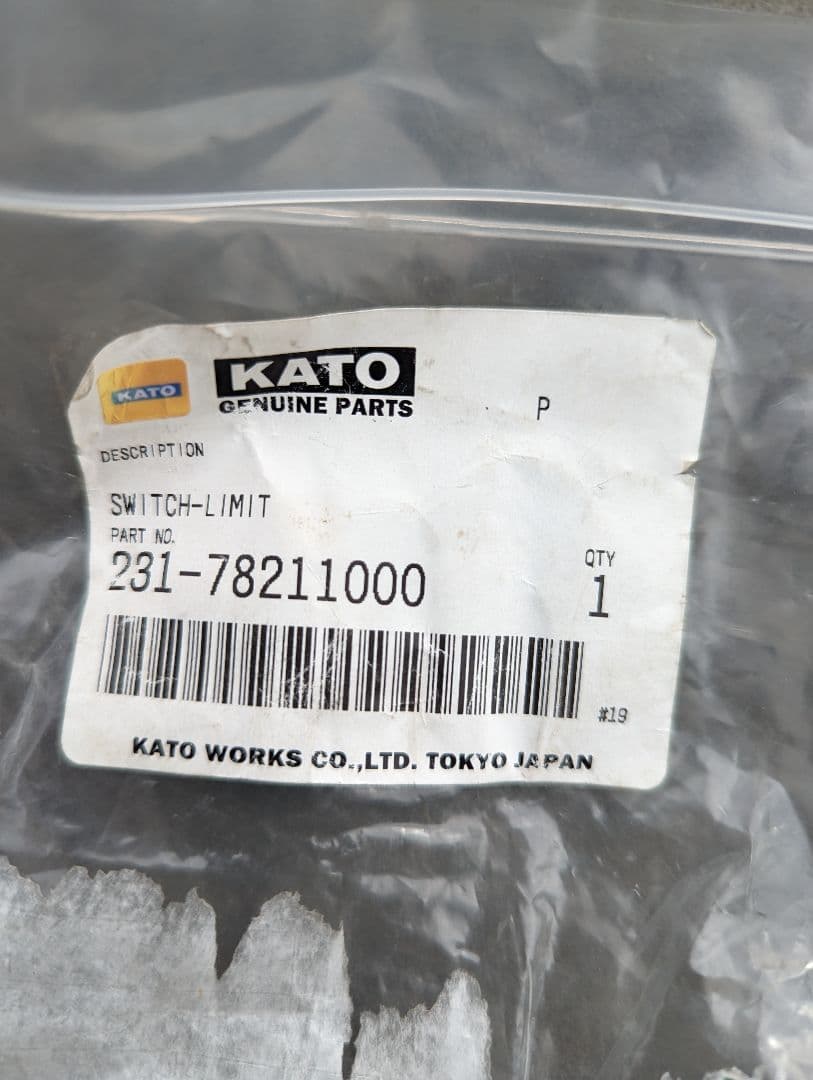 KATO
KATO
GENUINE PARTS
P
DESCRIPTION
SWITCH-LIMIT
PART NO.
231-78211000
QTY
1
#19
KATO WORKS CO.,LTD. TOKYO JAPAN